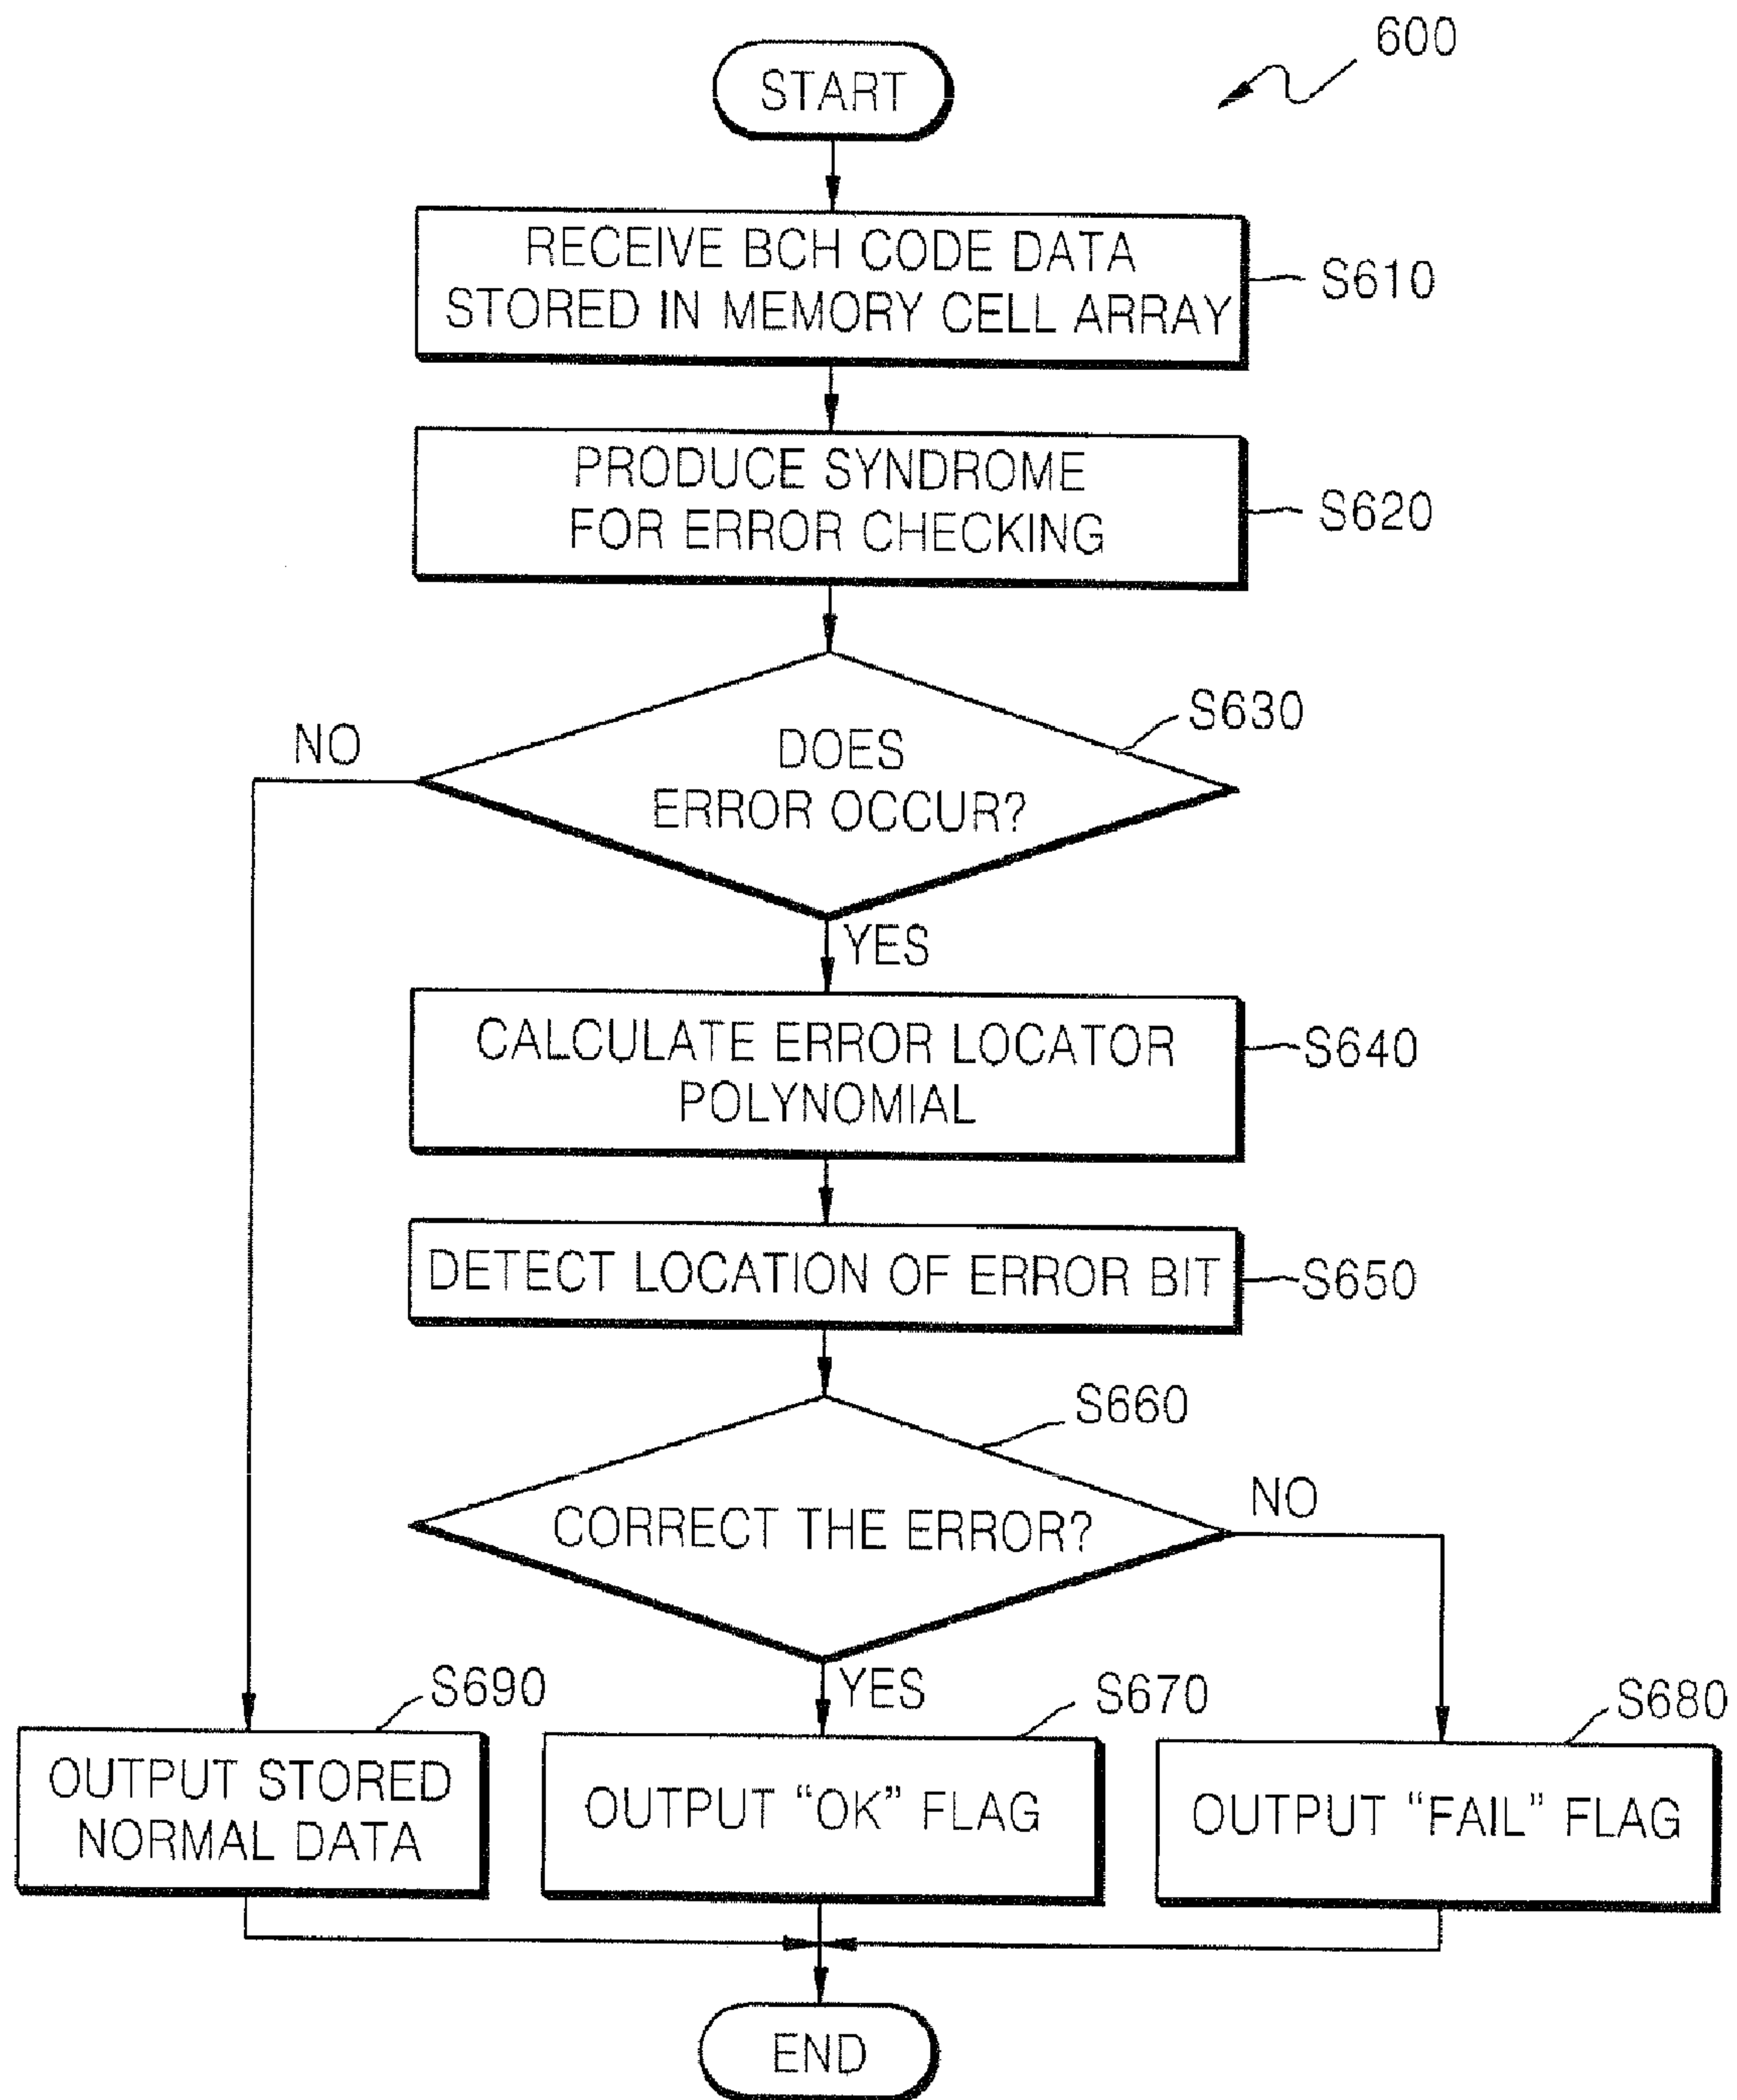 600
START
RECEIVE BCH CODE DATA
STORED IN MEMORY CELL ARRAY
S610
PRODUCE SYNDROME
FOR ERROR CHECKING
S620
S630
NO
DOES
ERROR OCCUR?
YES
CALCULATE ERROR LOCATOR
POLYNOMIAL
S640
DETECT LOCATION OF ERROR BIT
S650
S660
CORRECT THE ERROR?
NO
YES
S690
OUTPUT STORED
NORMAL DATA
S670
OUTPUT “OK” FLAG
S680
OUTPUT “FAIL” FLAG
END